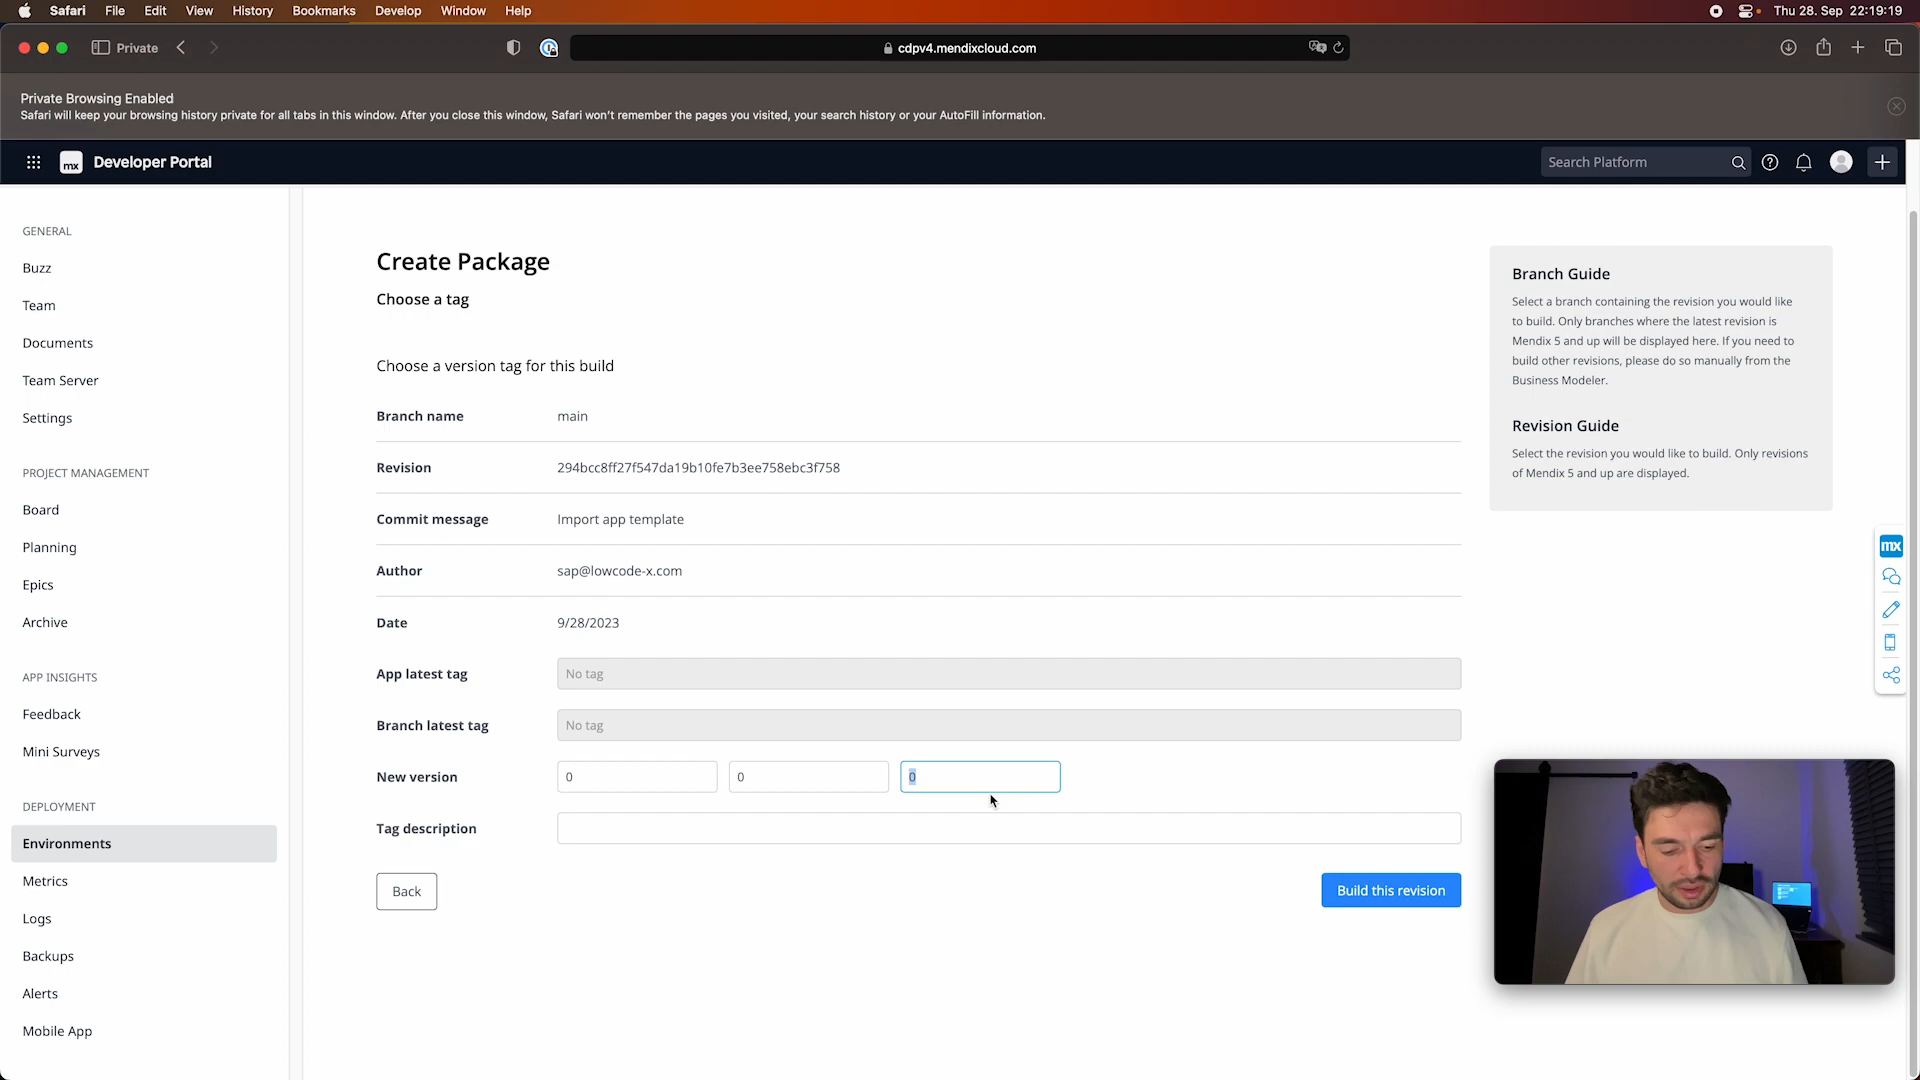 Safari File Edit View History Bookmarks Develop Window Help Thu 28. Sep 22:19:19
Private cdpv4.mendixcloud.com
Private Browsing Enabled
Safari will keep your browsing history private for all tabs in this window. After you close this window, Safari won't remember the pages you visited, your search history or your AutoFill information.
mx Developer Portal Search Platform
GENERAL
Buzz
Team
Documents
Team Server
Settings
PROJECT MANAGEMENT
Board
Planning
Epics
Archive
APP INSIGHTS
Feedback
Mini Surveys
DEPLOYMENT
Environments
Metrics
Logs
Backups
Alerts
Mobile App
Create Package
Choose a tag
Choose a version tag for this build
Branch name main
Revision 294bcc8ff27f547da19b10fe7b3ee758ebc3f758
Commit message Import app template
Author sap@lowcode-x.com
Date 9/28/2023
App latest tag No tag
Branch latest tag No tag
New version 0 0 0
Tag description
Back Build this revision
Branch Guide
Select a branch containing the revision you would like
to build. Only branches where the latest revision is
Mendix 5 and up will be displayed here. If you need to
build other revisions, please do so manually from the
Business Modeler.
Revision Guide
Select the revision you would like to build. Only revisions
of Mendix 5 and up are displayed.
mx